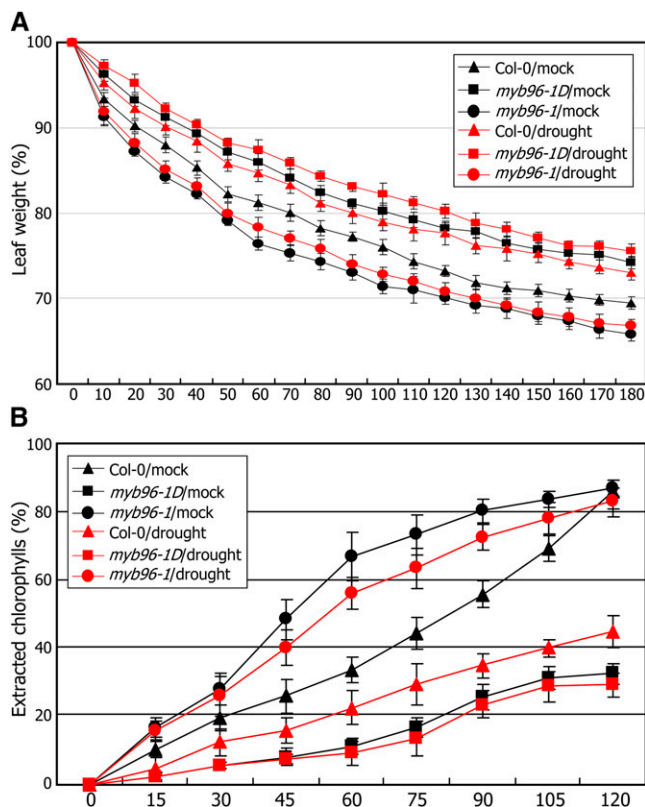 A
100
90
80
70
60
Leaf weight (%)
Col-0/mock
myb96-1D/mock
myb96-1/mock
Col-0/drought
myb96-1D/drought
myb96-1/drought
0 10 20 30 40 50 60 70 80 90 100 110 120 130 140 150 160 170 180
B
100
80
60
40
20
0
Extracted chlorophylls (%)
Col-0/mock
myb96-1D/mock
myb96-1/mock
Col-0/drought
myb96-1D/drought
myb96-1/drought
0 15 30 45 60 75 90 105 120